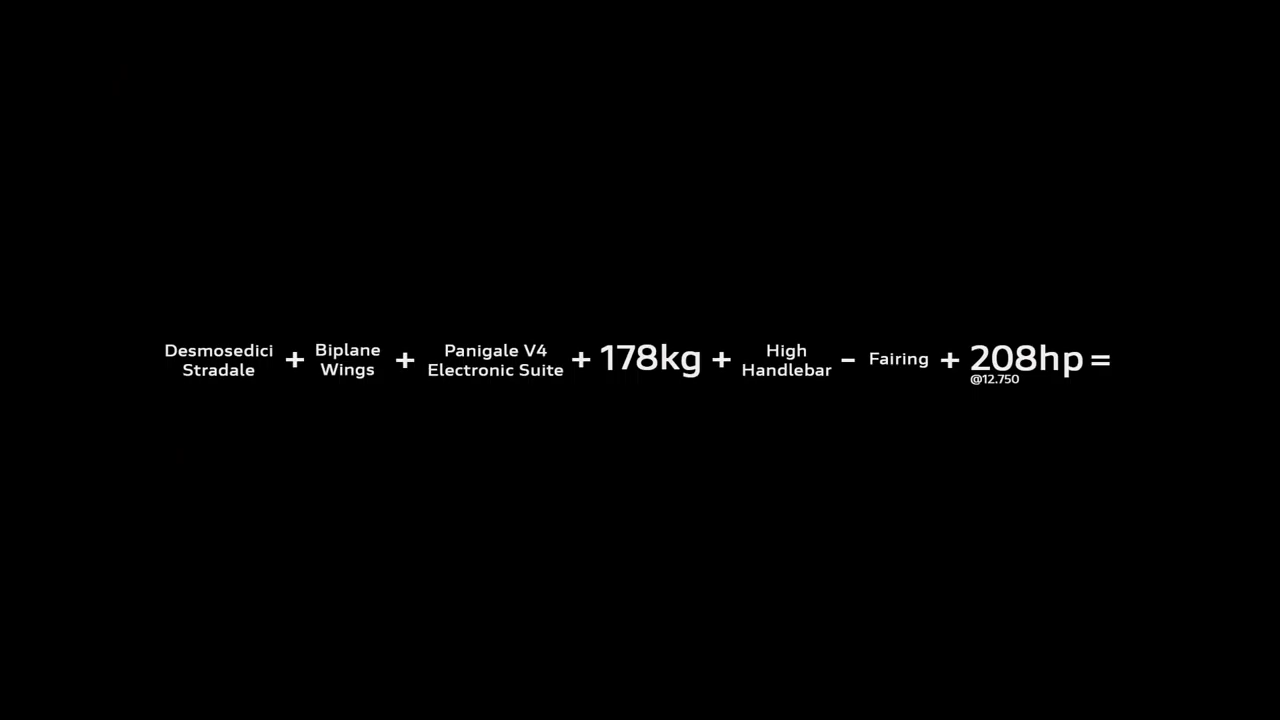 Desmosedici Stradale + Biplane Wings + Panigale V4 Electronic Suite + 178kg + High Handlebar – Fairing + 208hp =
@12.750